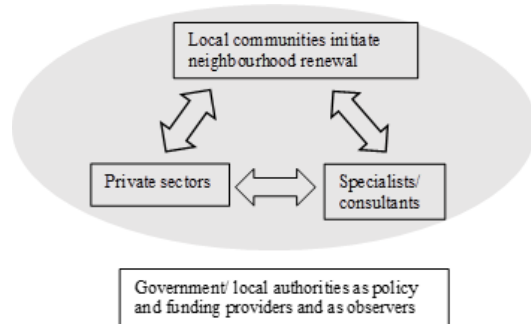 Local communities initiate
neighbourhood renewal
Private sectors
Specialists/
consultants
Government/ local authorities as policy
and funding providers and as observers